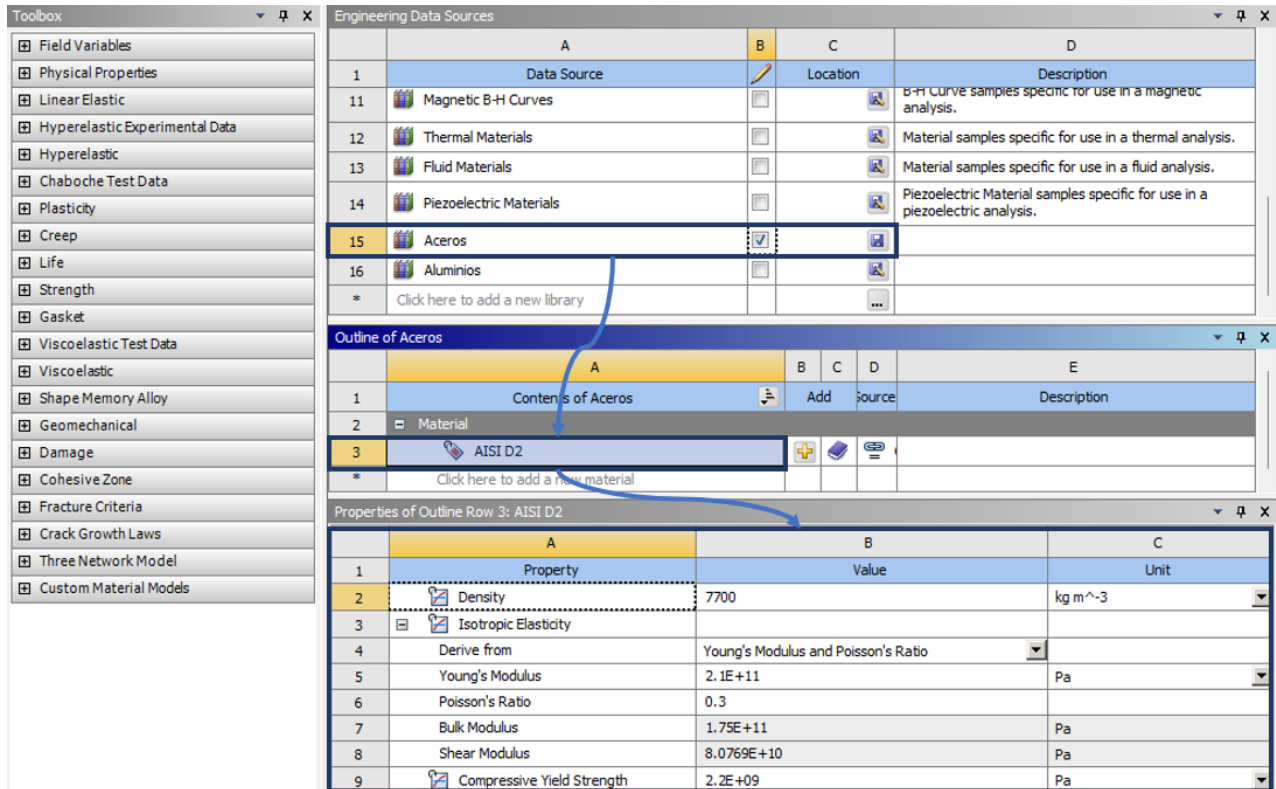 Toolbox
Field Variables
Physical Properties
Linear Elastic
Hyperelastic Experimental Data
Hyperelastic
Chaboche Test Data
Plasticity
Creep
Life
Strength
Gasket
Viscoelastic Test Data
Viscoelastic
Shape Memory Alloy
Geomechanical
Damage
Cohesive Zone
Fracture Criteria
Crack Growth Laws
Three Network Model
Custom Material Models
Engineering Data Sources
A B C D
1 Data Source Location Description
11 Magnetic B-H Curves B-H Curve samples specific for use in a magnetic
analysis.
12 Thermal Materials Material samples specific for use in a thermal analysis.
13 Fluid Materials Material samples specific for use in a fluid analysis.
14 Piezoelectric Materials Piezoelectric Material samples specific for use in a
piezoelectric analysis.
15 Aceros
16 Aluminios
* Click here to add a new library ...
Outline of Aceros
A B C D E
1 Contents of Aceros Add Source Description
2 Material
3 AISI D2
* Click here to add a new material
Properties of Outline Row 3: AISI D2
A B C
1 Property Value Unit
2 Density 7700 kg m^-3
3 Isotropic Elasticity
4 Derive from Young's Modulus and Poisson's Ratio
5 Young's Modulus 2.1E+11 Pa
6 Poisson's Ratio 0.3
7 Bulk Modulus 1.75E+11 Pa
8 Shear Modulus 8.0769E+10 Pa
9 Compressive Yield Strength 2.2E+09 Pa